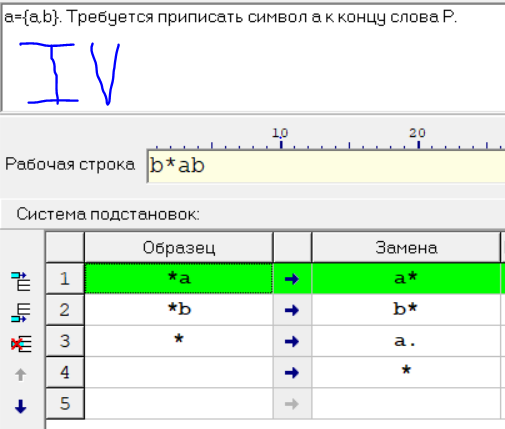 a={a,b}. Требуется приписать символ a к концу слова P.
IV
10 20
Рабочая строка b*ab
Система подстановок:
Образец Замена
1 *a → a*
2 *b → b*
3 * → a.
4 → *
5 →